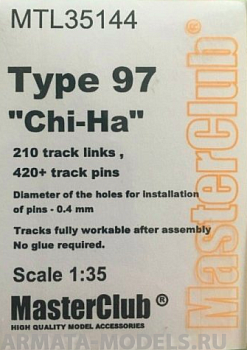 MTL35144
Type 97
"Chi-Ha"
210 track links ,
420+ track pins
Diameter of the holes for installation
of pins - 0.4 mm
Tracks fully workable after assembly
No glue required.
Scale 1:35
MasterClub®
HIGH QUALITY MODEL ACCESSORIES
MasterClub®
ARMATA-MODELS.RU